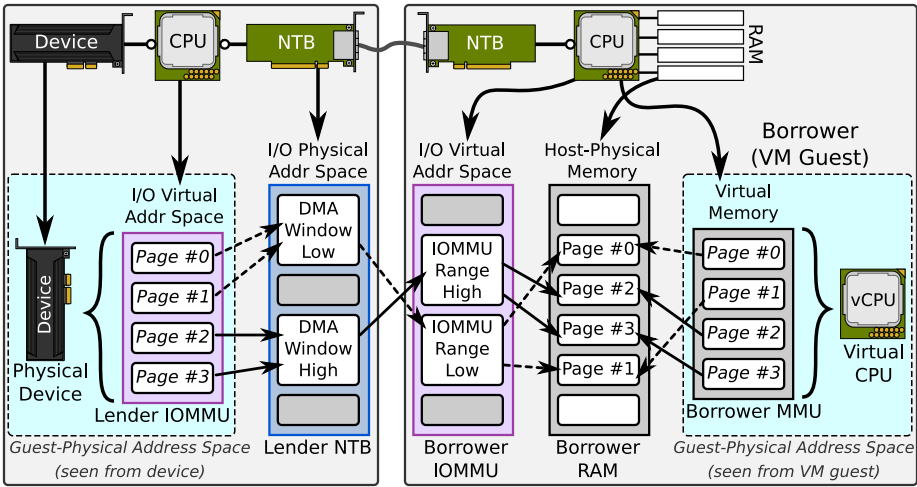 Device
CPU
NTB
NTB
CPU
RAM
Borrower
(VM Guest)
I/O Physical
Addr Space
I/O Virtual
Addr Space
Host-Physical
Memory
I/O Virtual
Addr Space
Virtual
Memory
Device
Physical
Device
Page #0
Page #1
Page #2
Page #3
Lender IOMMU
DMA
Window
Low
DMA
Window
High
Lender NTB
IOMMU
Range
High
IOMMU
Range
Low
Borrower
IOMMU
Page #0
Page #2
Page #3
Page #1
Borrower
RAM
Page #0
Page #1
Page #2
Page #3
Borrower MMU
vCPU
Virtual
CPU
Guest-Physical Address Space
(seen from device)
Guest-Physical Address Space
(seen from VM guest)